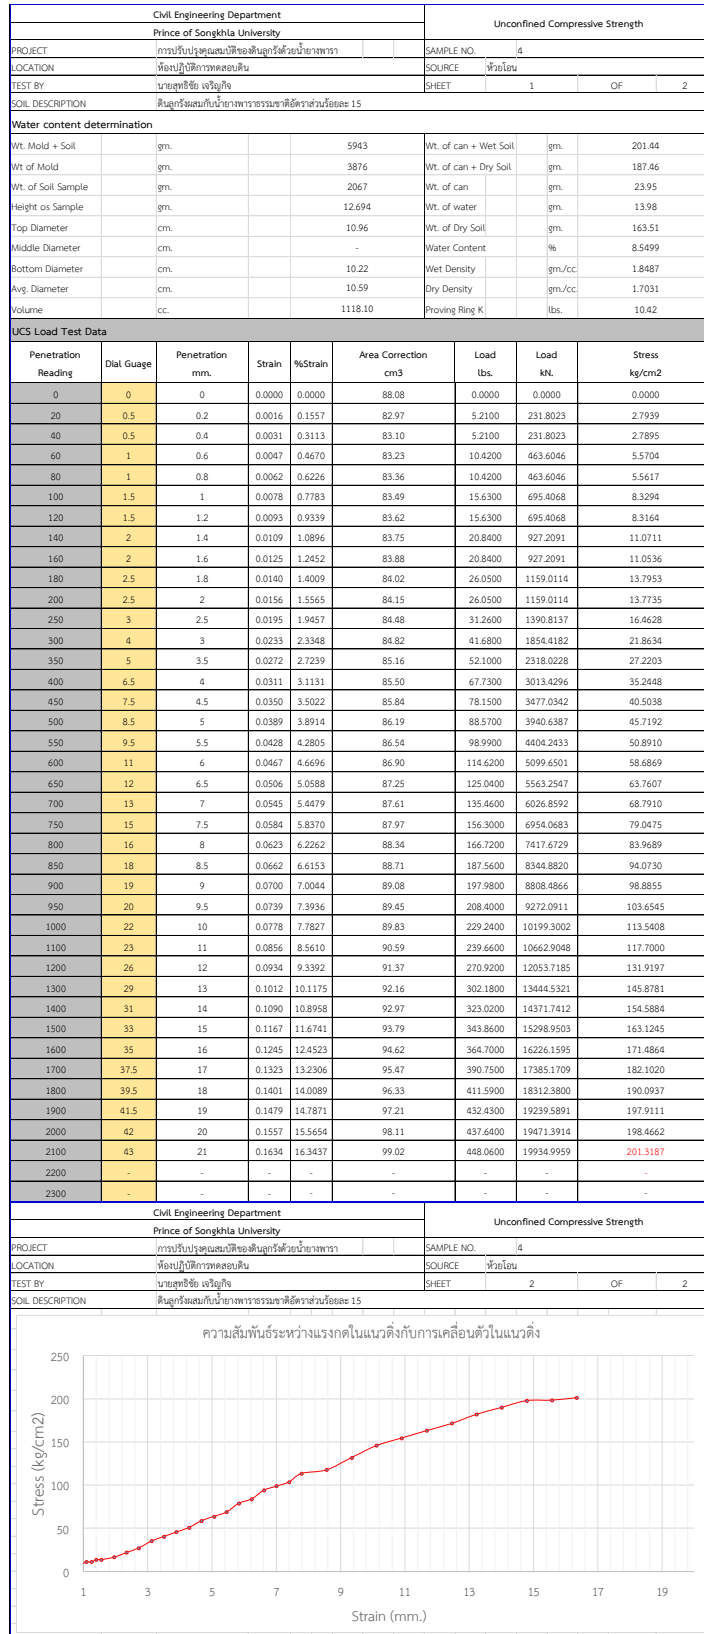 Civil Engineering Department
Prince of Songkhla University
Unconfined Compressive Strength
PROJECT การปรับปรุงคุณสมบัติของดินลูกรังด้วยน้ำยางพารา SAMPLE NO. 4
LOCATION ห้องปฏิบัติการทดสอบดิน SOURCE ห้วยโอน
TEST BY นายสุทธิชัย เจริญกิจ SHEET 1 OF 2
SOIL DESCRIPTION ดินลูกรังผสมกับน้ำยางพาราธรรมชาติอัตราส่วนร้อยละ 15
Water content determination
Wt. Mold + Soil gm. 5943 Wt. of can + Wet Soil gm. 201.44
Wt of Mold gm. 3876 Wt. of can + Dry Soil gm. 187.46
Wt. of Soil Sample gm. 2067 Wt. of can gm. 23.95
Height os Sample gm. 12.694 Wt. of water gm. 13.98
Top Diameter cm. 10.96 Wt. of Dry Soil gm. 163.51
Middle Diameter cm. - Water Content % 8.5499
Bottom Diameter cm. 10.22 Wet Density gm./cc. 1.8487
Avg. Diameter cm. 10.59 Dry Density gm./cc. 1.7031
Volume cc. 1118.10 Proving Ring K lbs. 10.42
UCS Load Test Data
Penetration Reading Dial Guage Penetration mm. Strain %Strain Area Correction cm3 Load lbs. Load kN. Stress kg/cm2
0 0 0 0.0000 0.0000 88.08 0.0000 0.0000 0.0000
20 0.5 0.2 0.0016 0.1557 82.97 5.2100 231.8023 2.7939
40 0.5 0.4 0.0031 0.3113 83.10 5.2100 231.8023 2.7895
60 1 0.6 0.0047 0.4670 83.23 10.4200 463.6046 5.5704
80 1 0.8 0.0062 0.6226 83.36 10.4200 463.6046 5.5617
100 1.5 1 0.0078 0.7783 83.49 15.6300 695.4068 8.3294
120 1.5 1.2 0.0093 0.9339 83.62 15.6300 695.4068 8.3164
140 2 1.4 0.0109 1.0896 83.75 20.8400 927.2091 11.0711
160 2 1.6 0.0125 1.2452 83.88 20.8400 927.2091 11.0536
180 2.5 1.8 0.0140 1.4009 84.02 26.0500 1159.0114 13.7953
200 2.5 2 0.0156 1.5565 84.15 26.0500 1159.0114 13.7735
250 3 2.5 0.0195 1.9457 84.48 31.2600 1390.8137 16.4628
300 4 3 0.0233 2.3348 84.82 41.6800 1854.4182 21.8634
350 5 3.5 0.0272 2.7239 85.16 52.1000 2318.0228 27.2203
400 6.5 4 0.0311 3.1131 85.50 67.7300 3013.4296 35.2448
450 7.5 4.5 0.0350 3.5022 85.84 78.1500 3477.0342 40.5038
500 8.5 5 0.0389 3.8914 86.19 88.5700 3940.6387 45.7192
550 9.5 5.5 0.0428 4.2805 86.54 98.9900 4404.2433 50.8910
600 11 6 0.0467 4.6696 86.90 114.6200 5099.6501 58.6869
650 12 6.5 0.0506 5.0588 87.25 125.0400 5563.2547 63.7607
700 13 7 0.0545 5.4479 87.61 135.4600 6026.8592 68.7910
750 15 7.5 0.0584 5.8370 87.97 156.3000 6954.0683 79.0475
800 16 8 0.0623 6.2262 88.34 166.7200 7417.6729 83.9689
850 18 8.5 0.0662 6.6153 88.71 187.5600 8344.8820 94.0730
900 19 9 0.0700 7.0044 89.08 197.9800 8808.4866 98.8855
950 20 9.5 0.0739 7.3936 89.45 208.4000 9272.0911 103.6545
1000 22 10 0.0778 7.7827 89.83 229.2400 10199.3002 113.5408
1100 23 11 0.0856 8.5610 90.59 239.6600 10662.9048 117.7000
1200 26 12 0.0934 9.3392 91.37 270.9200 12053.7185 131.9197
1300 29 13 0.1012 10.1175 92.16 302.1800 13444.5321 145.8781
1400 31 14 0.1090 10.8958 92.97 323.0200 14371.7412 154.5884
1500 33 15 0.1167 11.6741 93.79 343.8600 15298.9503 163.1245
1600 35 16 0.1245 12.4523 94.62 364.7000 16226.1595 171.4864
1700 37.5 17 0.1323 13.2306 95.47 390.7500 17385.1709 182.1020
1800 39.5 18 0.1401 14.0089 96.33 411.5900 18312.3800 190.0937
1900 41.5 19 0.1479 14.7871 97.21 432.4300 19239.5891 197.9111
2000 42 20 0.1557 15.5654 98.11 437.6400 19471.3914 198.4662
2100 43 21 0.1634 16.3437 99.02 448.0600 19934.9959 201.3187
2200 - - - - - - - -
2300 - - - - - - - -
Civil Engineering Department
Prince of Songkhla University
Unconfined Compressive Strength
PROJECT การปรับปรุงคุณสมบัติของดินลูกรังด้วยน้ำยางพารา SAMPLE NO. 4
LOCATION ห้องปฏิบัติการทดสอบดิน SOURCE ห้วยโอน
TEST BY นายสุทธิชัย เจริญกิจ SHEET 2 OF 2
SOIL DESCRIPTION ดินลูกรังผสมกับน้ำยางพาราธรรมชาติอัตราส่วนร้อยละ 15
ความสัมพันธ์ระหว่างแรงกดในแนวดิ่งกับการเคลื่อนตัวในแนวดิ่ง
250
200
150
100
50
0
Stress (kg/cm2)
1 3 5 7 9 11 13 15 17 19
Strain (mm.)